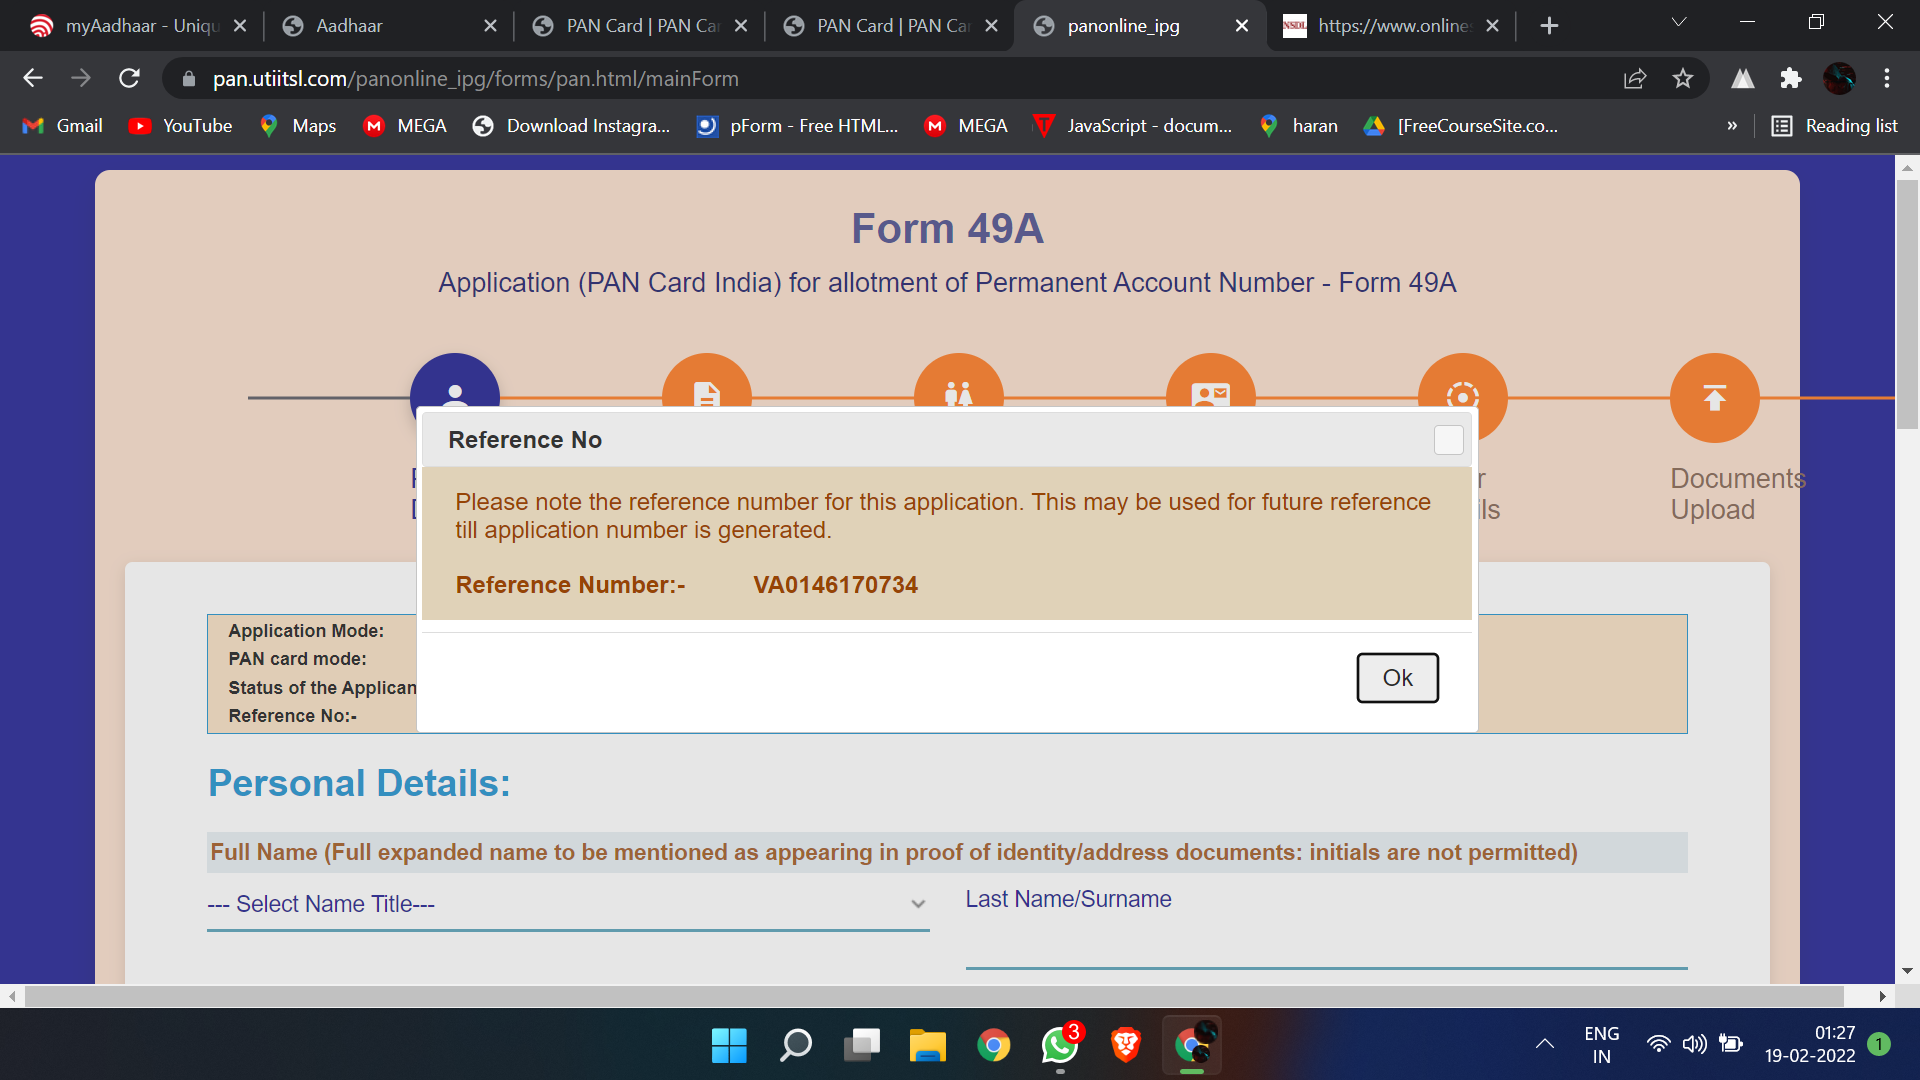 myAadhaar - Uniqu
Aadhaar
PAN Card | PAN Car
PAN Card | PAN Car
panonline_ipg
NSDL
https://www.onlines
pan.utiitsl.com/panonline_ipg/forms/pan.html/mainForm
Gmail
YouTube
Maps
MEGA
Download Instagra...
pForm - Free HTML...
MEGA
JavaScript - docum...
haran
[FreeCourseSite.co...
»
Reading list
Form 49A
Application (PAN Card India) for allotment of Permanent Account Number - Form 49A
Documents
Upload
r
ils
Reference No
Please note the reference number for this application. This may be used for future reference
till application number is generated.
Reference Number:- VA0146170734
Ok
Application Mode:
PAN card mode:
Status of the Applican
Reference No:-
Personal Details:
Full Name (Full expanded name to be mentioned as appearing in proof of identity/address documents: initials are not permitted)
--- Select Name Title---
Last Name/Surname
3
ENG
IN
01:27
19-02-2022
1